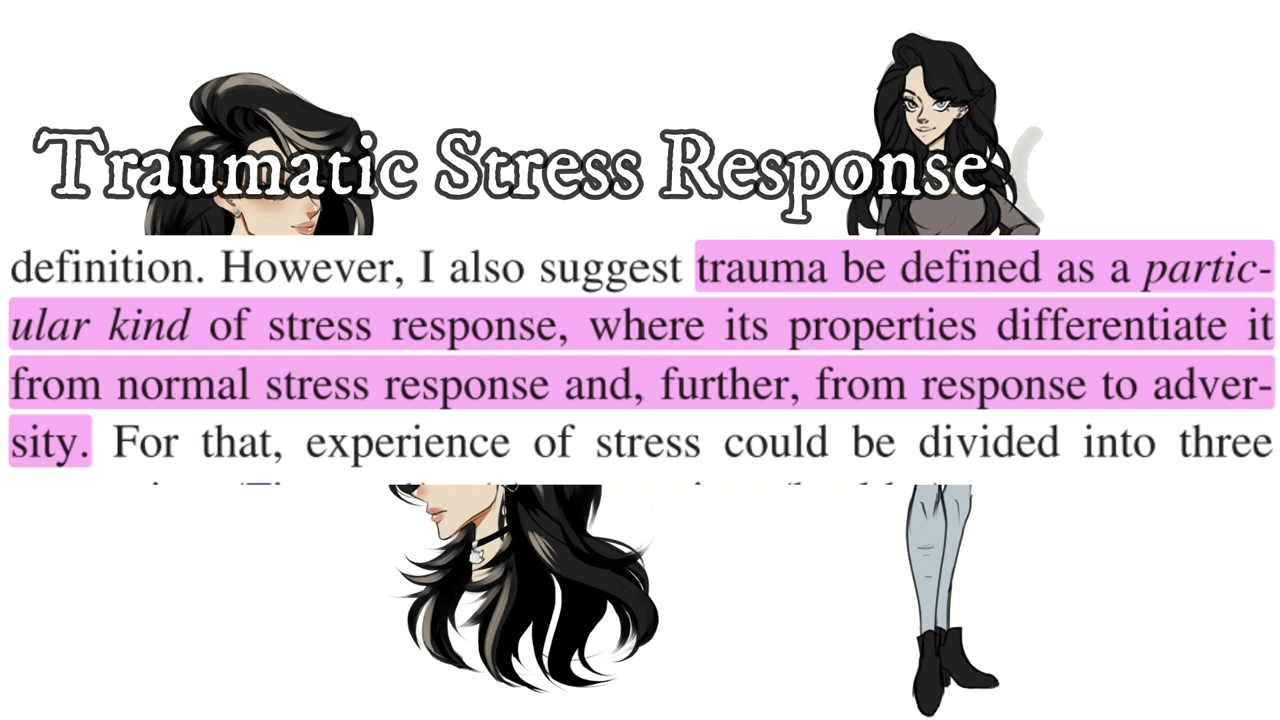 Traumatic Stress Response
definition. However, I also suggest trauma be defined as a partic-
ular kind of stress response, where its properties differentiate it
from normal stress response and, further, from response to adver-
sity. For that, experience of stress could be divided into three